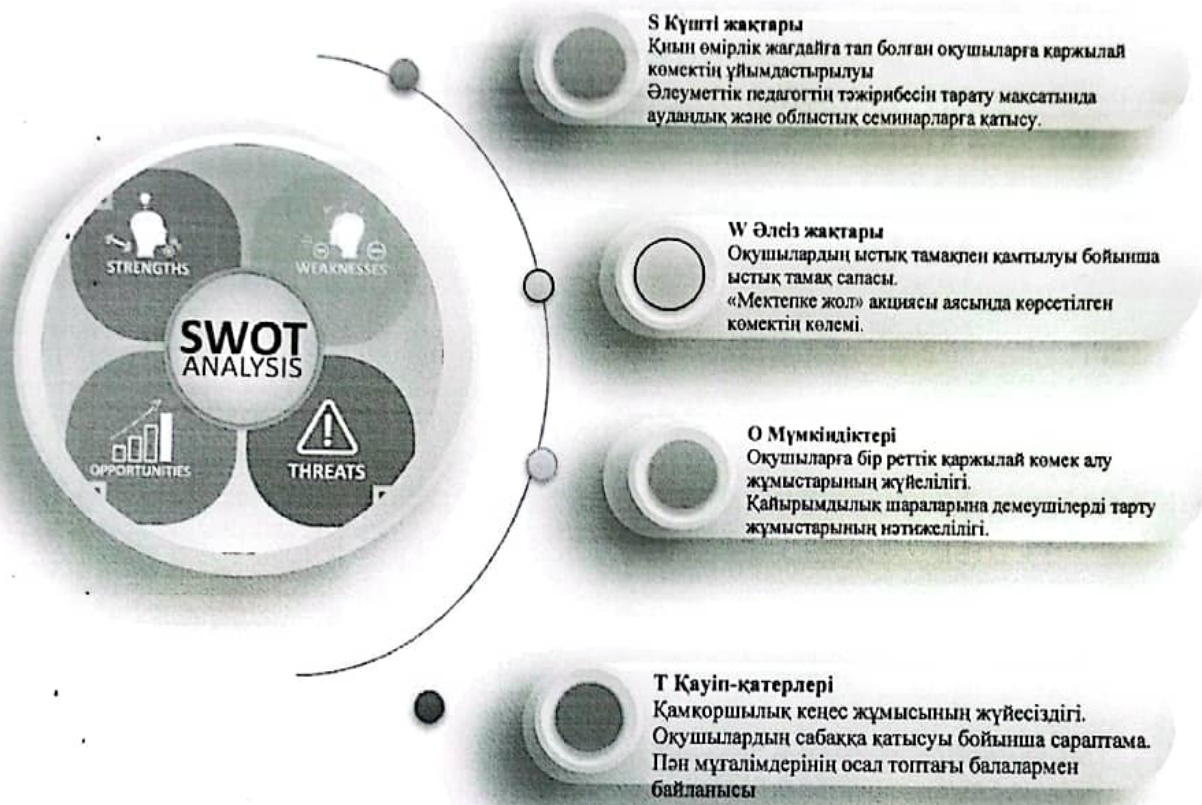 STRENGTHS
WEAKNESSES
SWOT
ANALYSIS
OPPORTUNITIES
THREATS
S Күшті жақтары
Қиын өмірлік жағдайға тап болған оқушыларға қаржылай
көмектің ұйымдастырылуы
Әлеуметтік педагогтің тәжірибесін тарату мақсатында
аудандық және облыстық семинарларға қатысу.
W Әлсіз жақтары
Оқушылардың ыстық тамақпен қамтылуы бойынша
ыстық тамақ сапасы.
«Мектепке жол» акциясы аясында көрсетілген
көмектің көлемі.
О Мүмкіндіктері
Оқушыларға бір реттік қаржылай көмек алу
жұмыстарының жүйелілігі.
Қайырымдылық шараларына демеушілерді тарту
жұмыстарының нәтижелілігі.
Т Қауіп-қатерлері
Қамқоршылық кеңес жұмысының жүйесіздігі.
Оқушылардың сабаққа қатысуы бойынша сараптама.
Пән мұғалімдерінің осал топтағы балалармен
байланысы